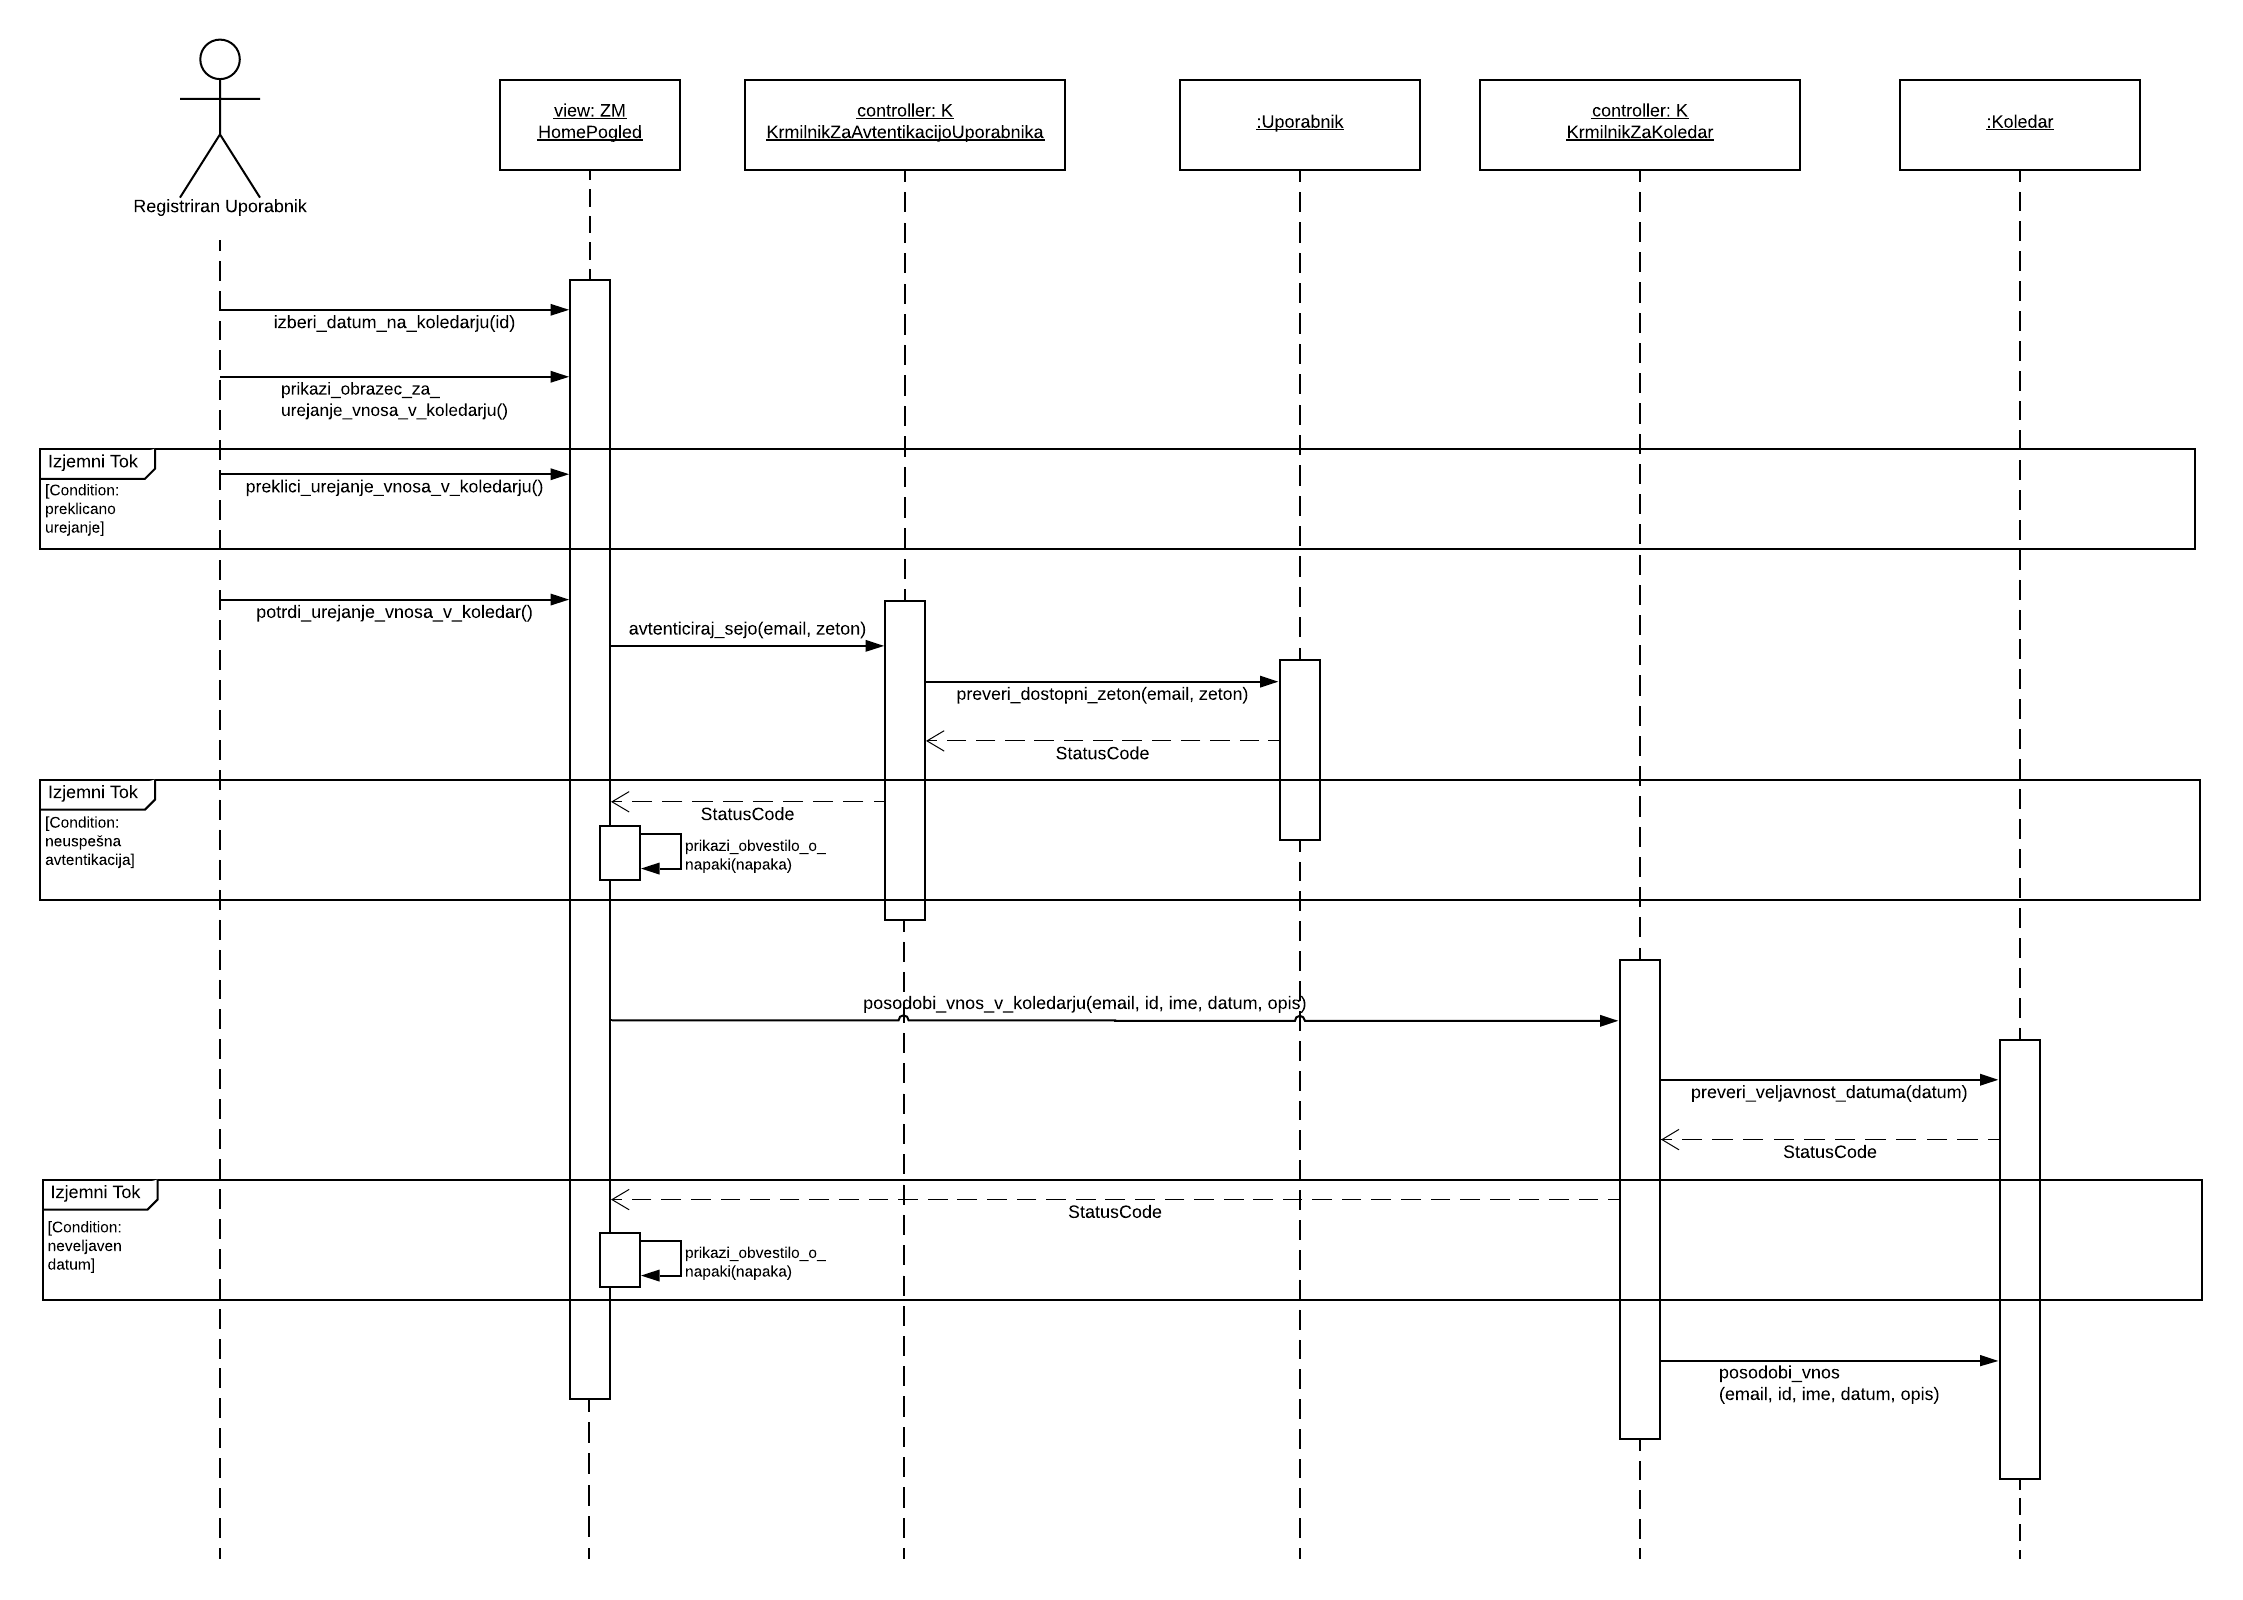 Registriran Uporabnik
view: ZM
HomePogled
controller: K
KrmilnikZaAvtentikacijoUporabnika
:Uporabnik
controller: K
KrmilnikZaKoledar
:Koledar
izberi_datum_na_koledarju(id)
prikazi_obrazec_za_
urejanje_vnosa_v_koledarju()
Izjemni Tok
[Condition:
preklicano
urejanje]
preklici_urejanje_vnosa_v_koledarju()
potrdi_urejanje_vnosa_v_koledar()
avtenticiraj_sejo(email, zeton)
preveri_dostopni_zeton(email, zeton)
StatusCode
Izjemni Tok
[Condition:
neuspešna
avtentikacija]
StatusCode
prikazi_obvestilo_o_
napaki(napaka)
posodobi_vnos_v_koledarju(email, id, ime, datum, opis)
preveri_veljavnost_datuma(datum)
StatusCode
Izjemni Tok
[Condition:
neveljaven
datum]
StatusCode
prikazi_obvestilo_o_
napaki(napaka)
posodobi_vnos
(email, id, ime, datum, opis)